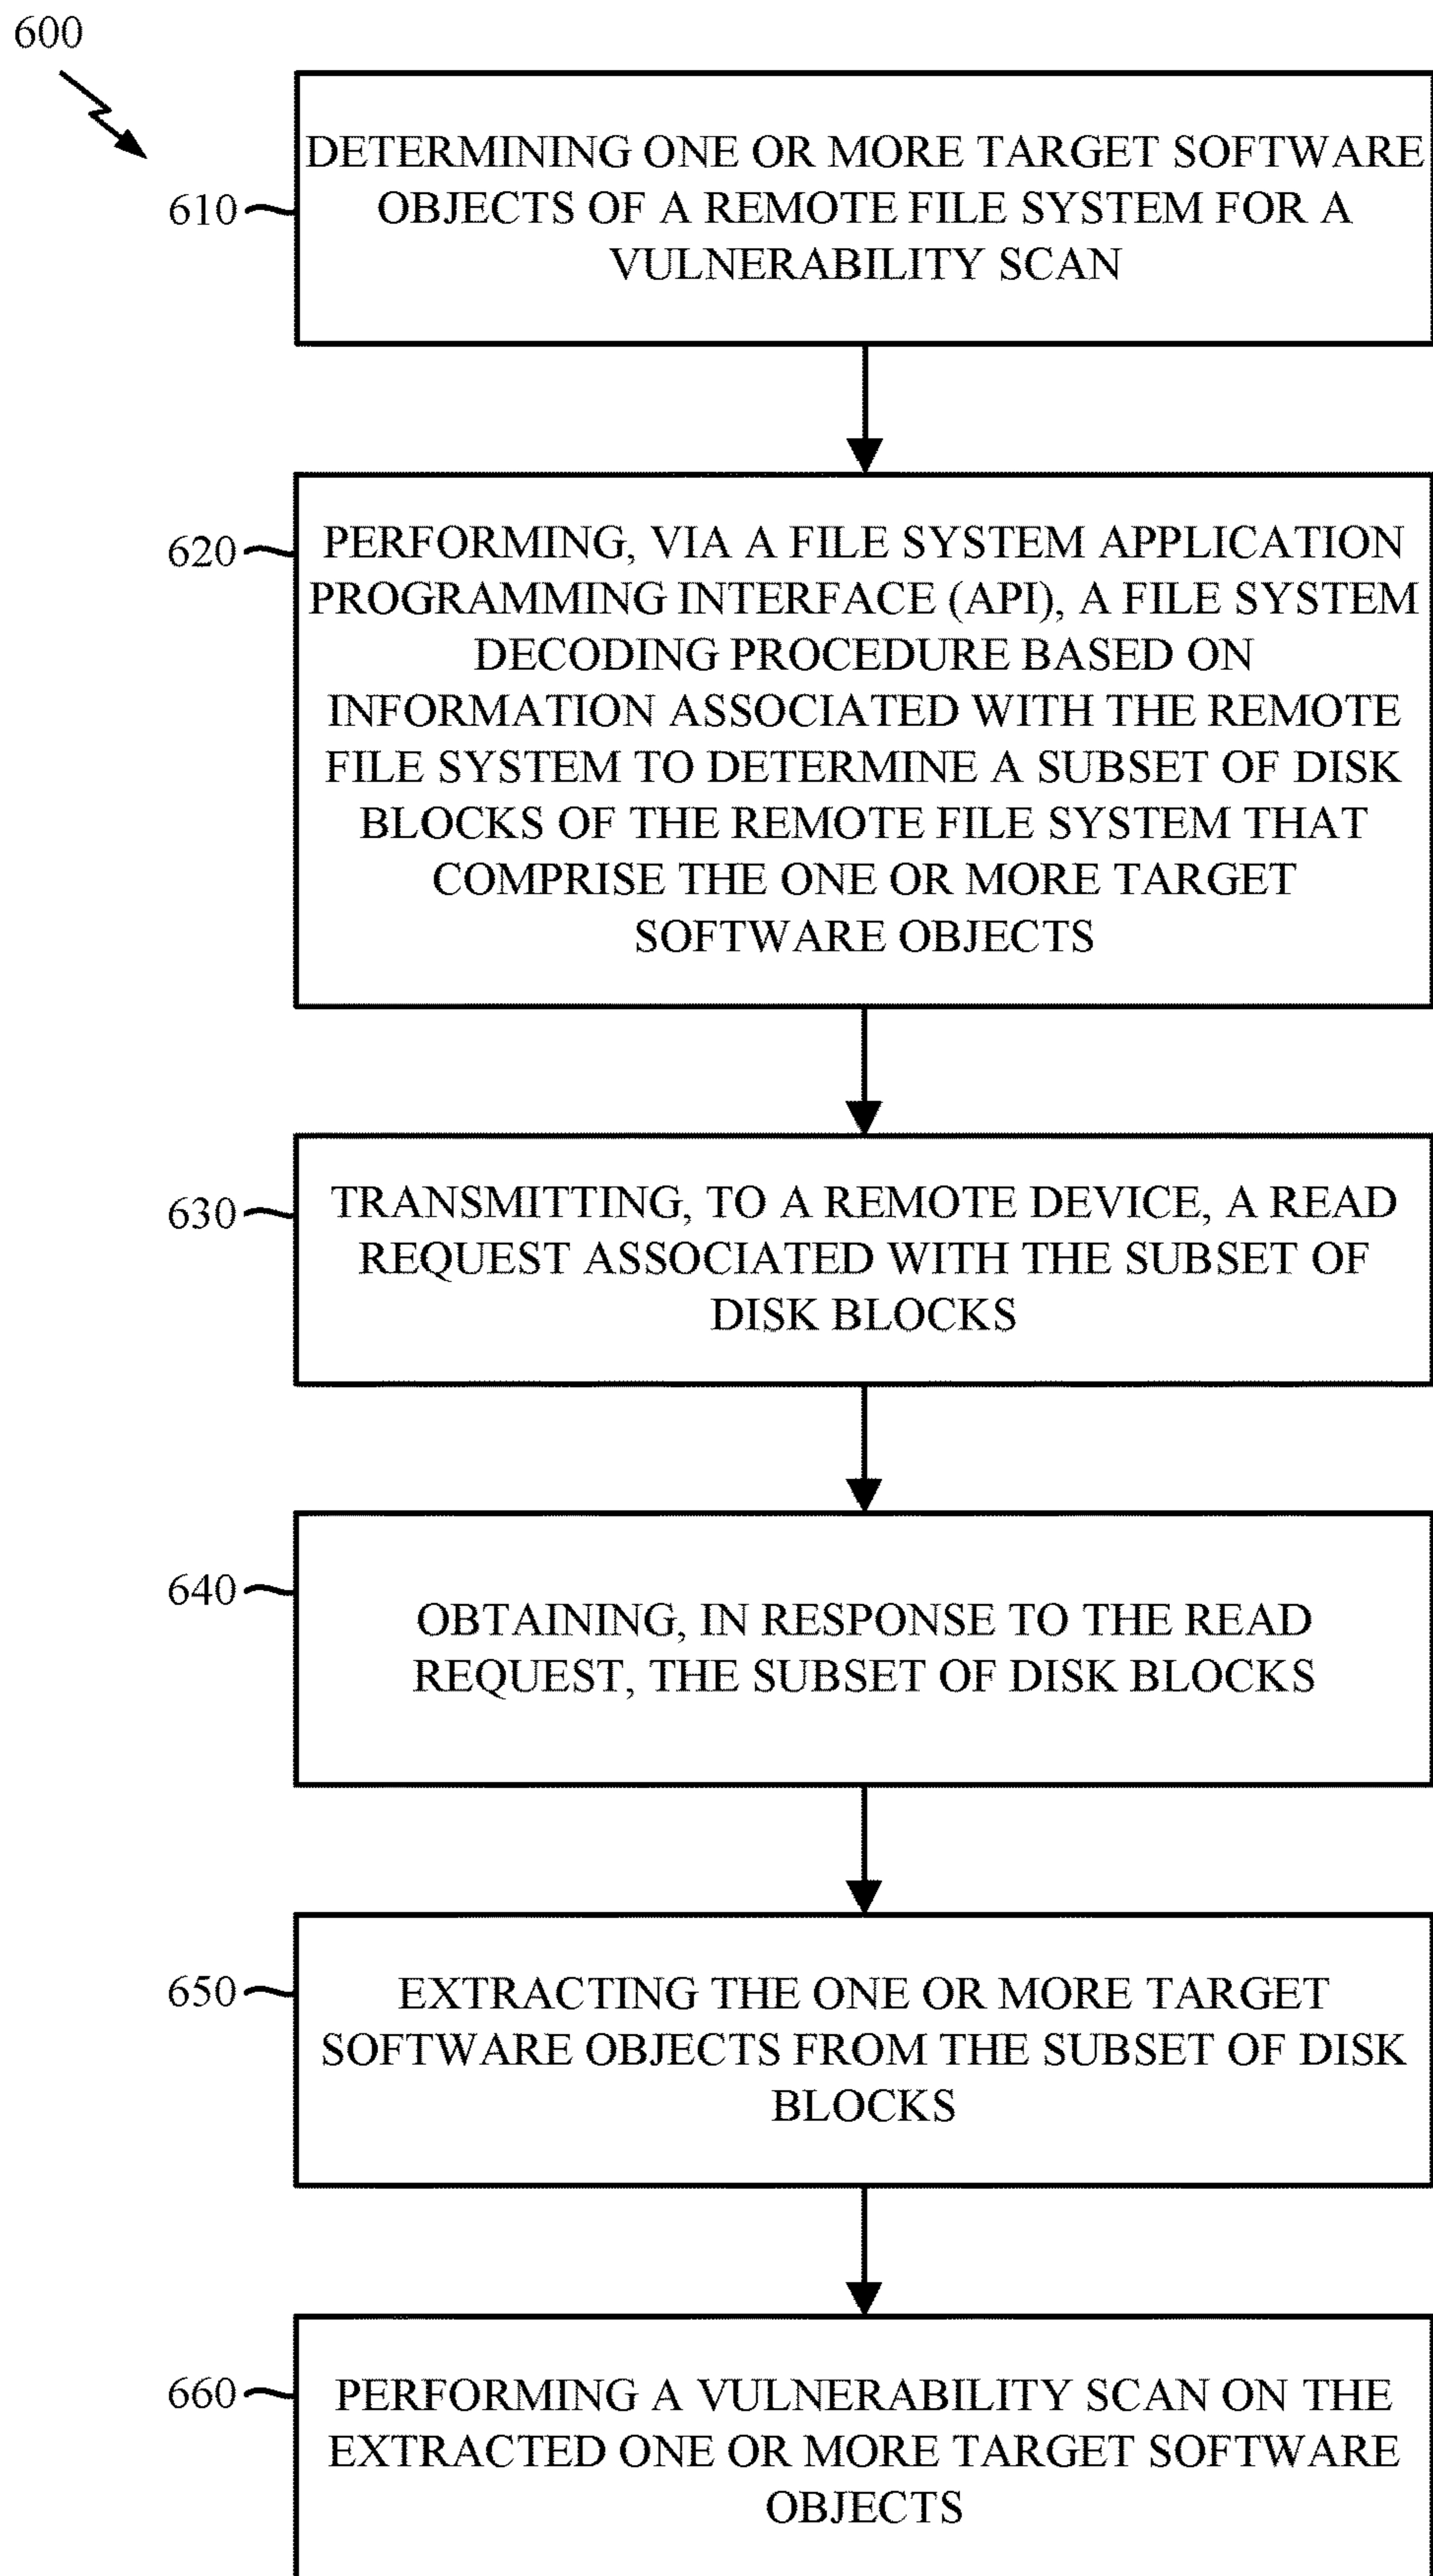 600
610
DETERMINING ONE OR MORE TARGET SOFTWARE
OBJECTS OF A REMOTE FILE SYSTEM FOR A
VULNERABILITY SCAN
620
PERFORMING, VIA A FILE SYSTEM APPLICATION
PROGRAMMING INTERFACE (API), A FILE SYSTEM
DECODING PROCEDURE BASED ON
INFORMATION ASSOCIATED WITH THE REMOTE
FILE SYSTEM TO DETERMINE A SUBSET OF DISK
BLOCKS OF THE REMOTE FILE SYSTEM THAT
COMPRISE THE ONE OR MORE TARGET
SOFTWARE OBJECTS
630
TRANSMITTING, TO A REMOTE DEVICE, A READ
REQUEST ASSOCIATED WITH THE SUBSET OF
DISK BLOCKS
640
OBTAINING, IN RESPONSE TO THE READ
REQUEST, THE SUBSET OF DISK BLOCKS
650
EXTRACTING THE ONE OR MORE TARGET
SOFTWARE OBJECTS FROM THE SUBSET OF DISK
BLOCKS
660
PERFORMING A VULNERABILITY SCAN ON THE
EXTRACTED ONE OR MORE TARGET SOFTWARE
OBJECTS